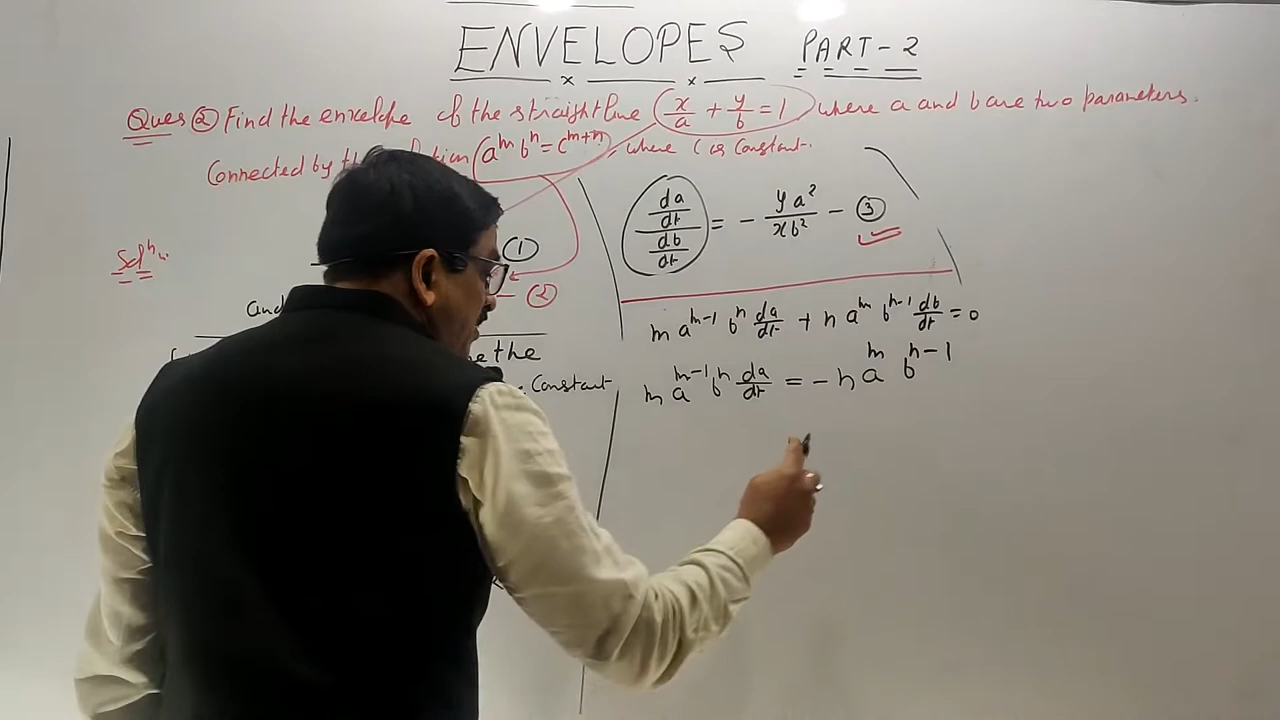 ENVELOPES PART-2
Ques ② Find the envelope of the straight line x/a + y/b = 1 where a and b are two parameters.
Connected by the a^m b^n = c^{m+n}, where C is Constant.
Solⁿ.
①
②
and
the
Constant
(da/dt)/(db/dt) = - ya²/xb² - ③
m a^{m-1} b^n da/dt + n a^m b^{n-1} db/dt = 0
m a^{m-1} b^n da/dt = - n a^m b^{n-1}